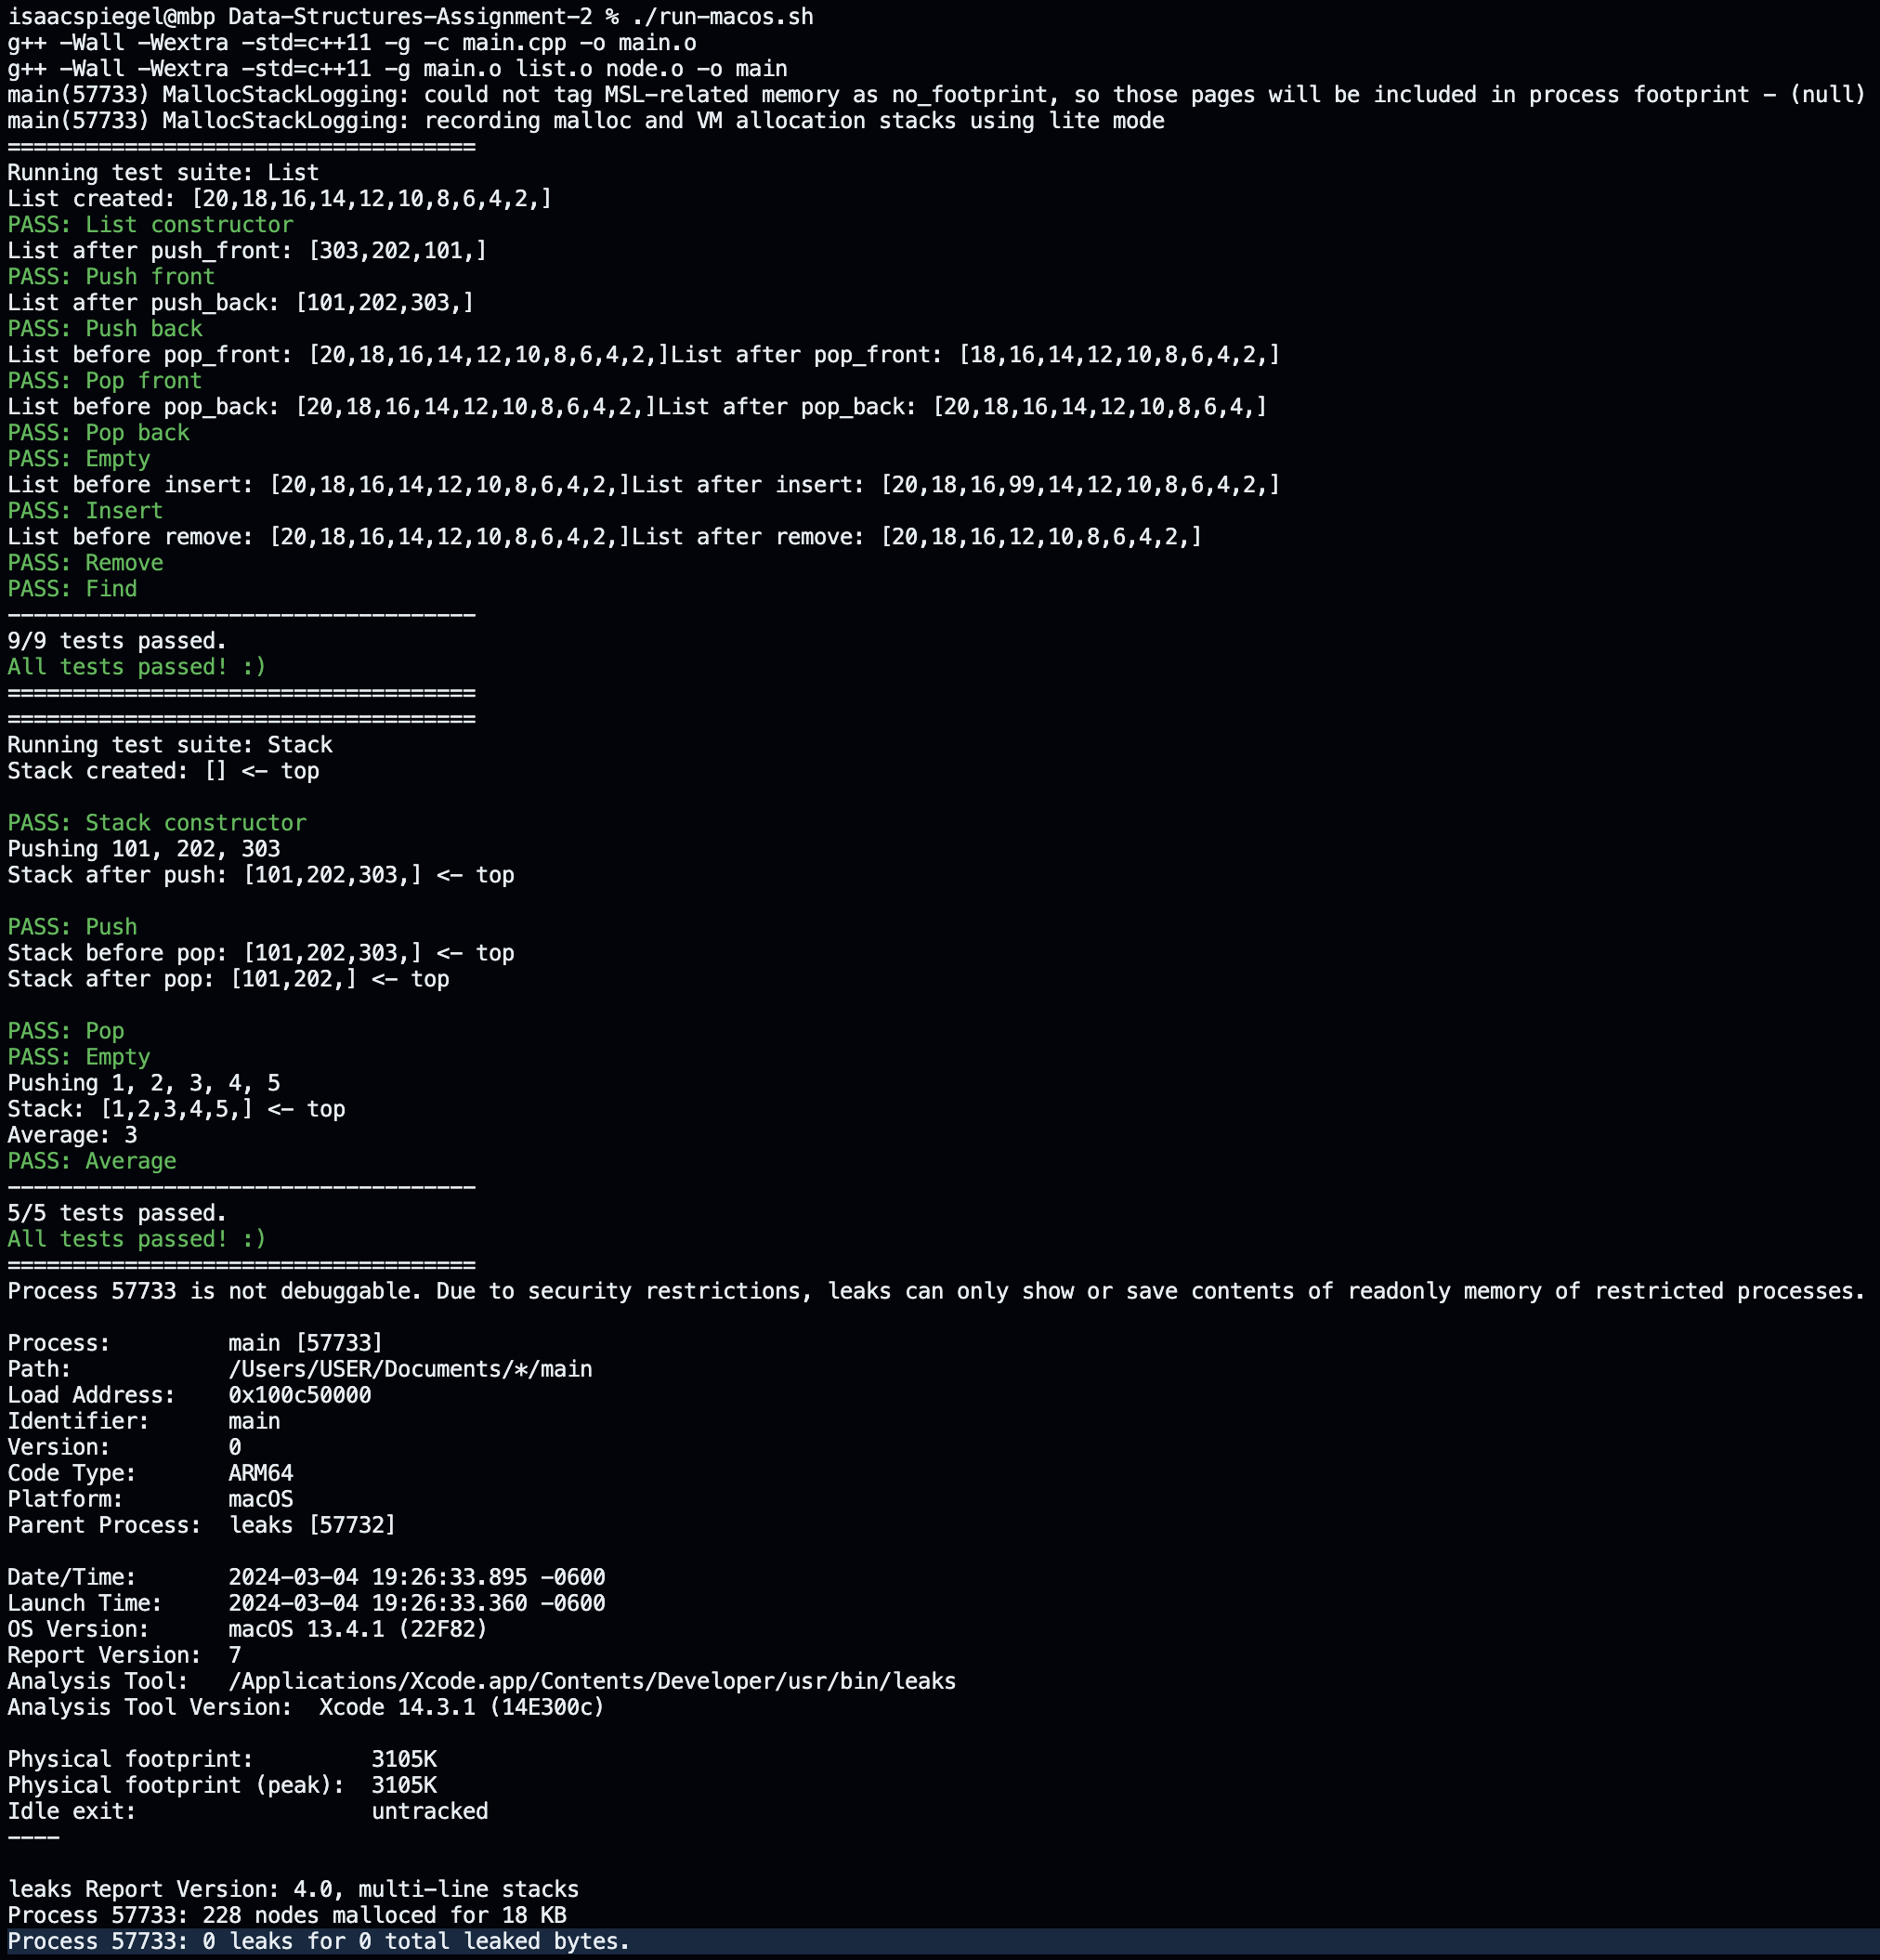 isaacspiegel@mbp Data-Structures-Assignment-2 % ./run-macos.sh
g++ -Wall -Wextra -std=c++11 -g -c main.cpp -o main.o
g++ -Wall -Wextra -std=c++11 -g main.o list.o node.o -o main
main(57733) MallocStackLogging: could not tag MSL-related memory as no_footprint, so those pages will be included in process footprint - (null)
main(57733) MallocStackLogging: recording malloc and VM allocation stacks using lite mode
====================================
Running test suite: List
List created: [20,18,16,14,12,10,8,6,4,2,]
PASS: List constructor
List after push_front: [303,202,101,]
PASS: Push front
List after push_back: [101,202,303,]
PASS: Push back
List before pop_front: [20,18,16,14,12,10,8,6,4,2,]List after pop_front: [18,16,14,12,10,8,6,4,2,]
PASS: Pop front
List before pop_back: [20,18,16,14,12,10,8,6,4,2,]List after pop_back: [20,18,16,14,12,10,8,6,4,]
PASS: Pop back
PASS: Empty
List before insert: [20,18,16,14,12,10,8,6,4,2,]List after insert: [20,18,16,99,14,12,10,8,6,4,2,]
PASS: Insert
List before remove: [20,18,16,14,12,10,8,6,4,2,]List after remove: [20,18,16,12,10,8,6,4,2,]
PASS: Remove
PASS: Find
------------------------------------
9/9 tests passed.
All tests passed! :)
====================================
====================================
Running test suite: Stack
Stack created: [] <- top

PASS: Stack constructor
Pushing 101, 202, 303
Stack after push: [101,202,303,] <- top

PASS: Push
Stack before pop: [101,202,303,] <- top
Stack after pop: [101,202,] <- top

PASS: Pop
PASS: Empty
Pushing 1, 2, 3, 4, 5
Stack: [1,2,3,4,5,] <- top
Average: 3
PASS: Average
------------------------------------
5/5 tests passed.
All tests passed! :)
====================================
Process 57733 is not debuggable. Due to security restrictions, leaks can only show or save contents of readonly memory of restricted processes.

Process:         main [57733]
Path:            /Users/USER/Documents/*/main
Load Address:    0x100c50000
Identifier:      main
Version:         0
Code Type:       ARM64
Platform:        macOS
Parent Process:  leaks [57732]

Date/Time:       2024-03-04 19:26:33.895 -0600
Launch Time:     2024-03-04 19:26:33.360 -0600
OS Version:      macOS 13.4.1 (22F82)
Report Version:  7
Analysis Tool:   /Applications/Xcode.app/Contents/Developer/usr/bin/leaks
Analysis Tool Version:  Xcode 14.3.1 (14E300c)

Physical footprint:         3105K
Physical footprint (peak):  3105K
Idle exit:                  untracked
----

leaks Report Version: 4.0, multi-line stacks
Process 57733: 228 nodes malloced for 18 KB
Process 57733: 0 leaks for 0 total leaked bytes.